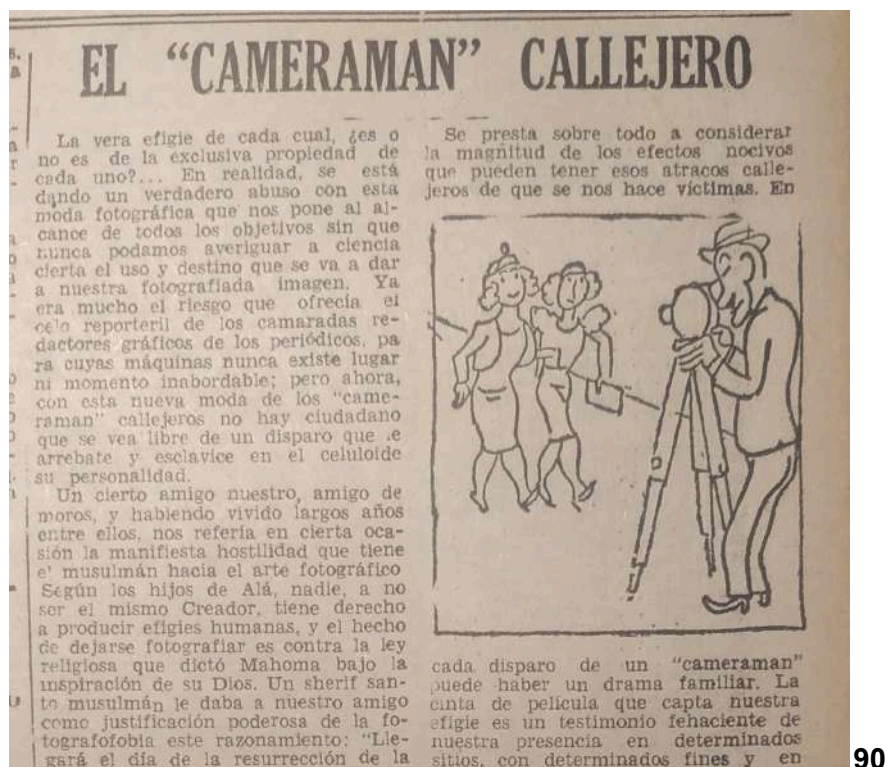 EL “CAMERAMAN” CALLEJERO
La vera efigie de cada cual, ¿es o
no es de la exclusiva propiedad de
cada uno?... En realidad, se está
dando un verdadero abuso con esta
moda fotográfica que nos pone al al-
cance de todos los objetivos sin que
nunca podamos averiguar a ciencia
cierta el uso y destino que se va a dar
a nuestra fotografiada imagen. Ya
era mucho el riesgo que ofrecía el
celo reporteril de los camaradas re-
dactores gráficos de los periódicos, pa
ra cuyas máquinas nunca existe lugar
ni momento inabordable; pero ahora,
con esta nueva moda de los “came-
raman” callejeros no hay ciudadano
que se vea libre de un disparo que le
arrebate y esclavice en el celuloide
su personalidad.
Un cierto amigo nuestro, amigo de
moros, y habiendo vivido largos años
entre ellos, nos refería en cierta oca-
sión la manifiesta hostilidad que tiene
el musulmán hacia el arte fotográfico
Según los hijos de Alá, nadie, a no
ser el mismo Creador, tiene derecho
a producir efigies humanas, y el hecho
de dejarse fotografiar es contra la ley
religiosa que dictó Mahoma bajo la
inspiración de su Dios. Un sherif san-
to musulmán le daba a nuestro amigo
como justificación poderosa de la fo-
tografofobia este razonamiento: “Lle-
gará el día de la resurrección de la
Se presta sobre todo a considerar
la magnitud de los efectos nocivos
que pueden tener esos atracos calle-
jeros de que se nos hace víctimas. En
cada disparo de un “cameraman”
puede haber un drama familiar. La
cinta de película que capta nuestra
efigie es un testimonio fehaciente de
nuestra presencia en determinados
sitios, con determinados fines y en
90